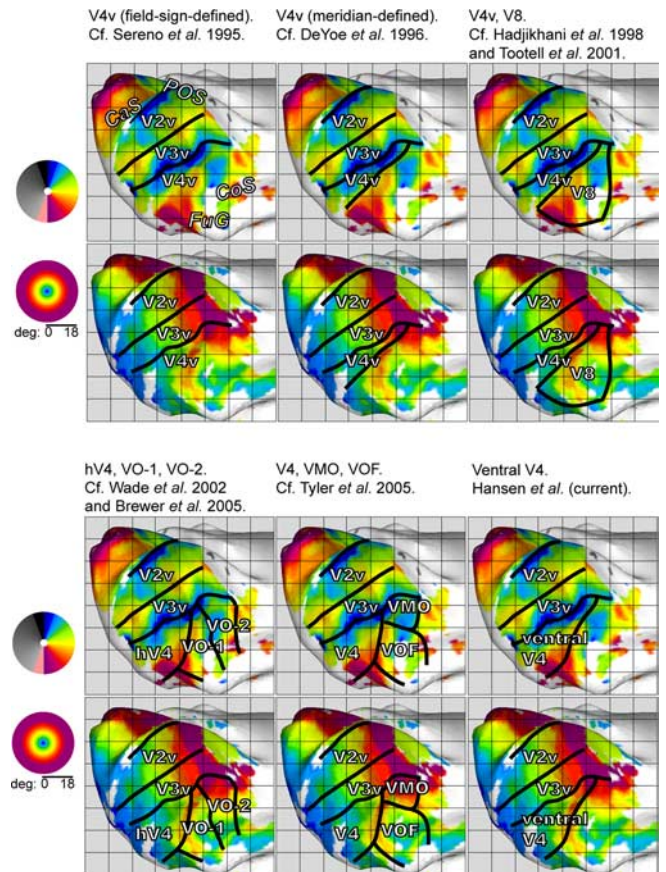 V4v (field-sign-defined).
Cf. Sereno et al. 1995.
V4v (meridian-defined).
Cf. DeYoe et al. 1996.
V4v, V8.
Cf. Hadjikhani et al. 1998
and Tootell et al. 2001.
CaS
POS
V2v
V3v
V4v
CoS
FuG
V2v
V3v
V4v
V2v
V3v
V4v
V8
deg: 0 18
V2v
V3v
V4v
V2v
V3v
V4v
V2v
V3v
V4v
V8
hV4, VO-1, VO-2.
Cf. Wade et al. 2002
and Brewer et al. 2005.
V4, VMO, VOF.
Cf. Tyler et al. 2005.
Ventral V4.
Hansen et al. (current).
V2v
V3v
VO-2
hV4
VO-1
V2v
V3v
VMO
V4
VOF
V2v
V3v
ventral
V4
deg: 0 18
V2v
V3v
VO-2
hV4
VO-1
V2v
V3v
VMO
V4
VOF
V2v
V3v
ventral
V4